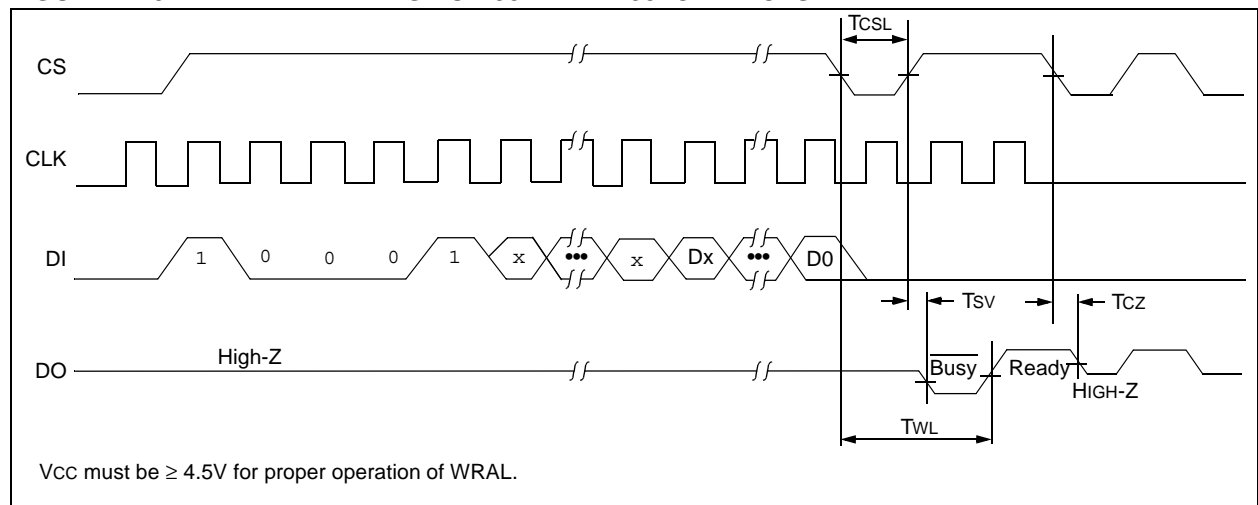 TCSL
CS
CLK
DI 1 0 0 0 1 x ••• x Dx ••• D0
TSV TCZ
High-Z
DO Busy Ready
HIGH-Z
TWL
VCC must be ≥ 4.5V for proper operation of WRAL.